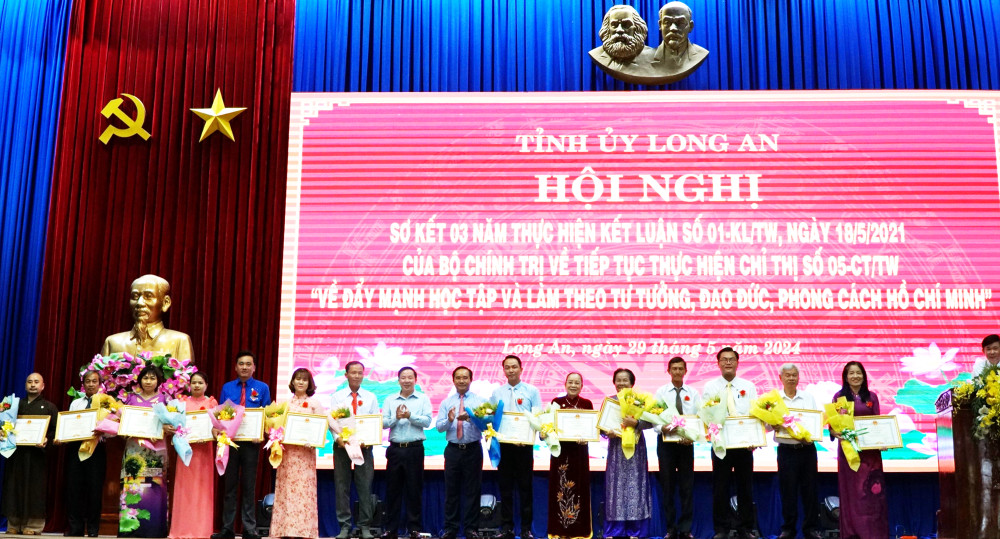 TỈNH ỦY LONG AN
HỘI NGHỊ
SƠ KẾT 03 NĂM THỰC HIỆN KẾT LUẬN SỐ 01-KL/TW, NGÀY 18/5/2021
CỦA BỘ CHÍNH TRỊ VỀ TIẾP TỤC THỰC HIỆN CHỈ THỊ SỐ 05-CT/TW
“VỀ ĐẨY MẠNH HỌC TẬP VÀ LÀM THEO TƯ TƯỞNG, ĐẠO ĐỨC, PHONG CÁCH HỒ CHÍ MINH”
Long An, ngày 29 tháng 5 năm 2024